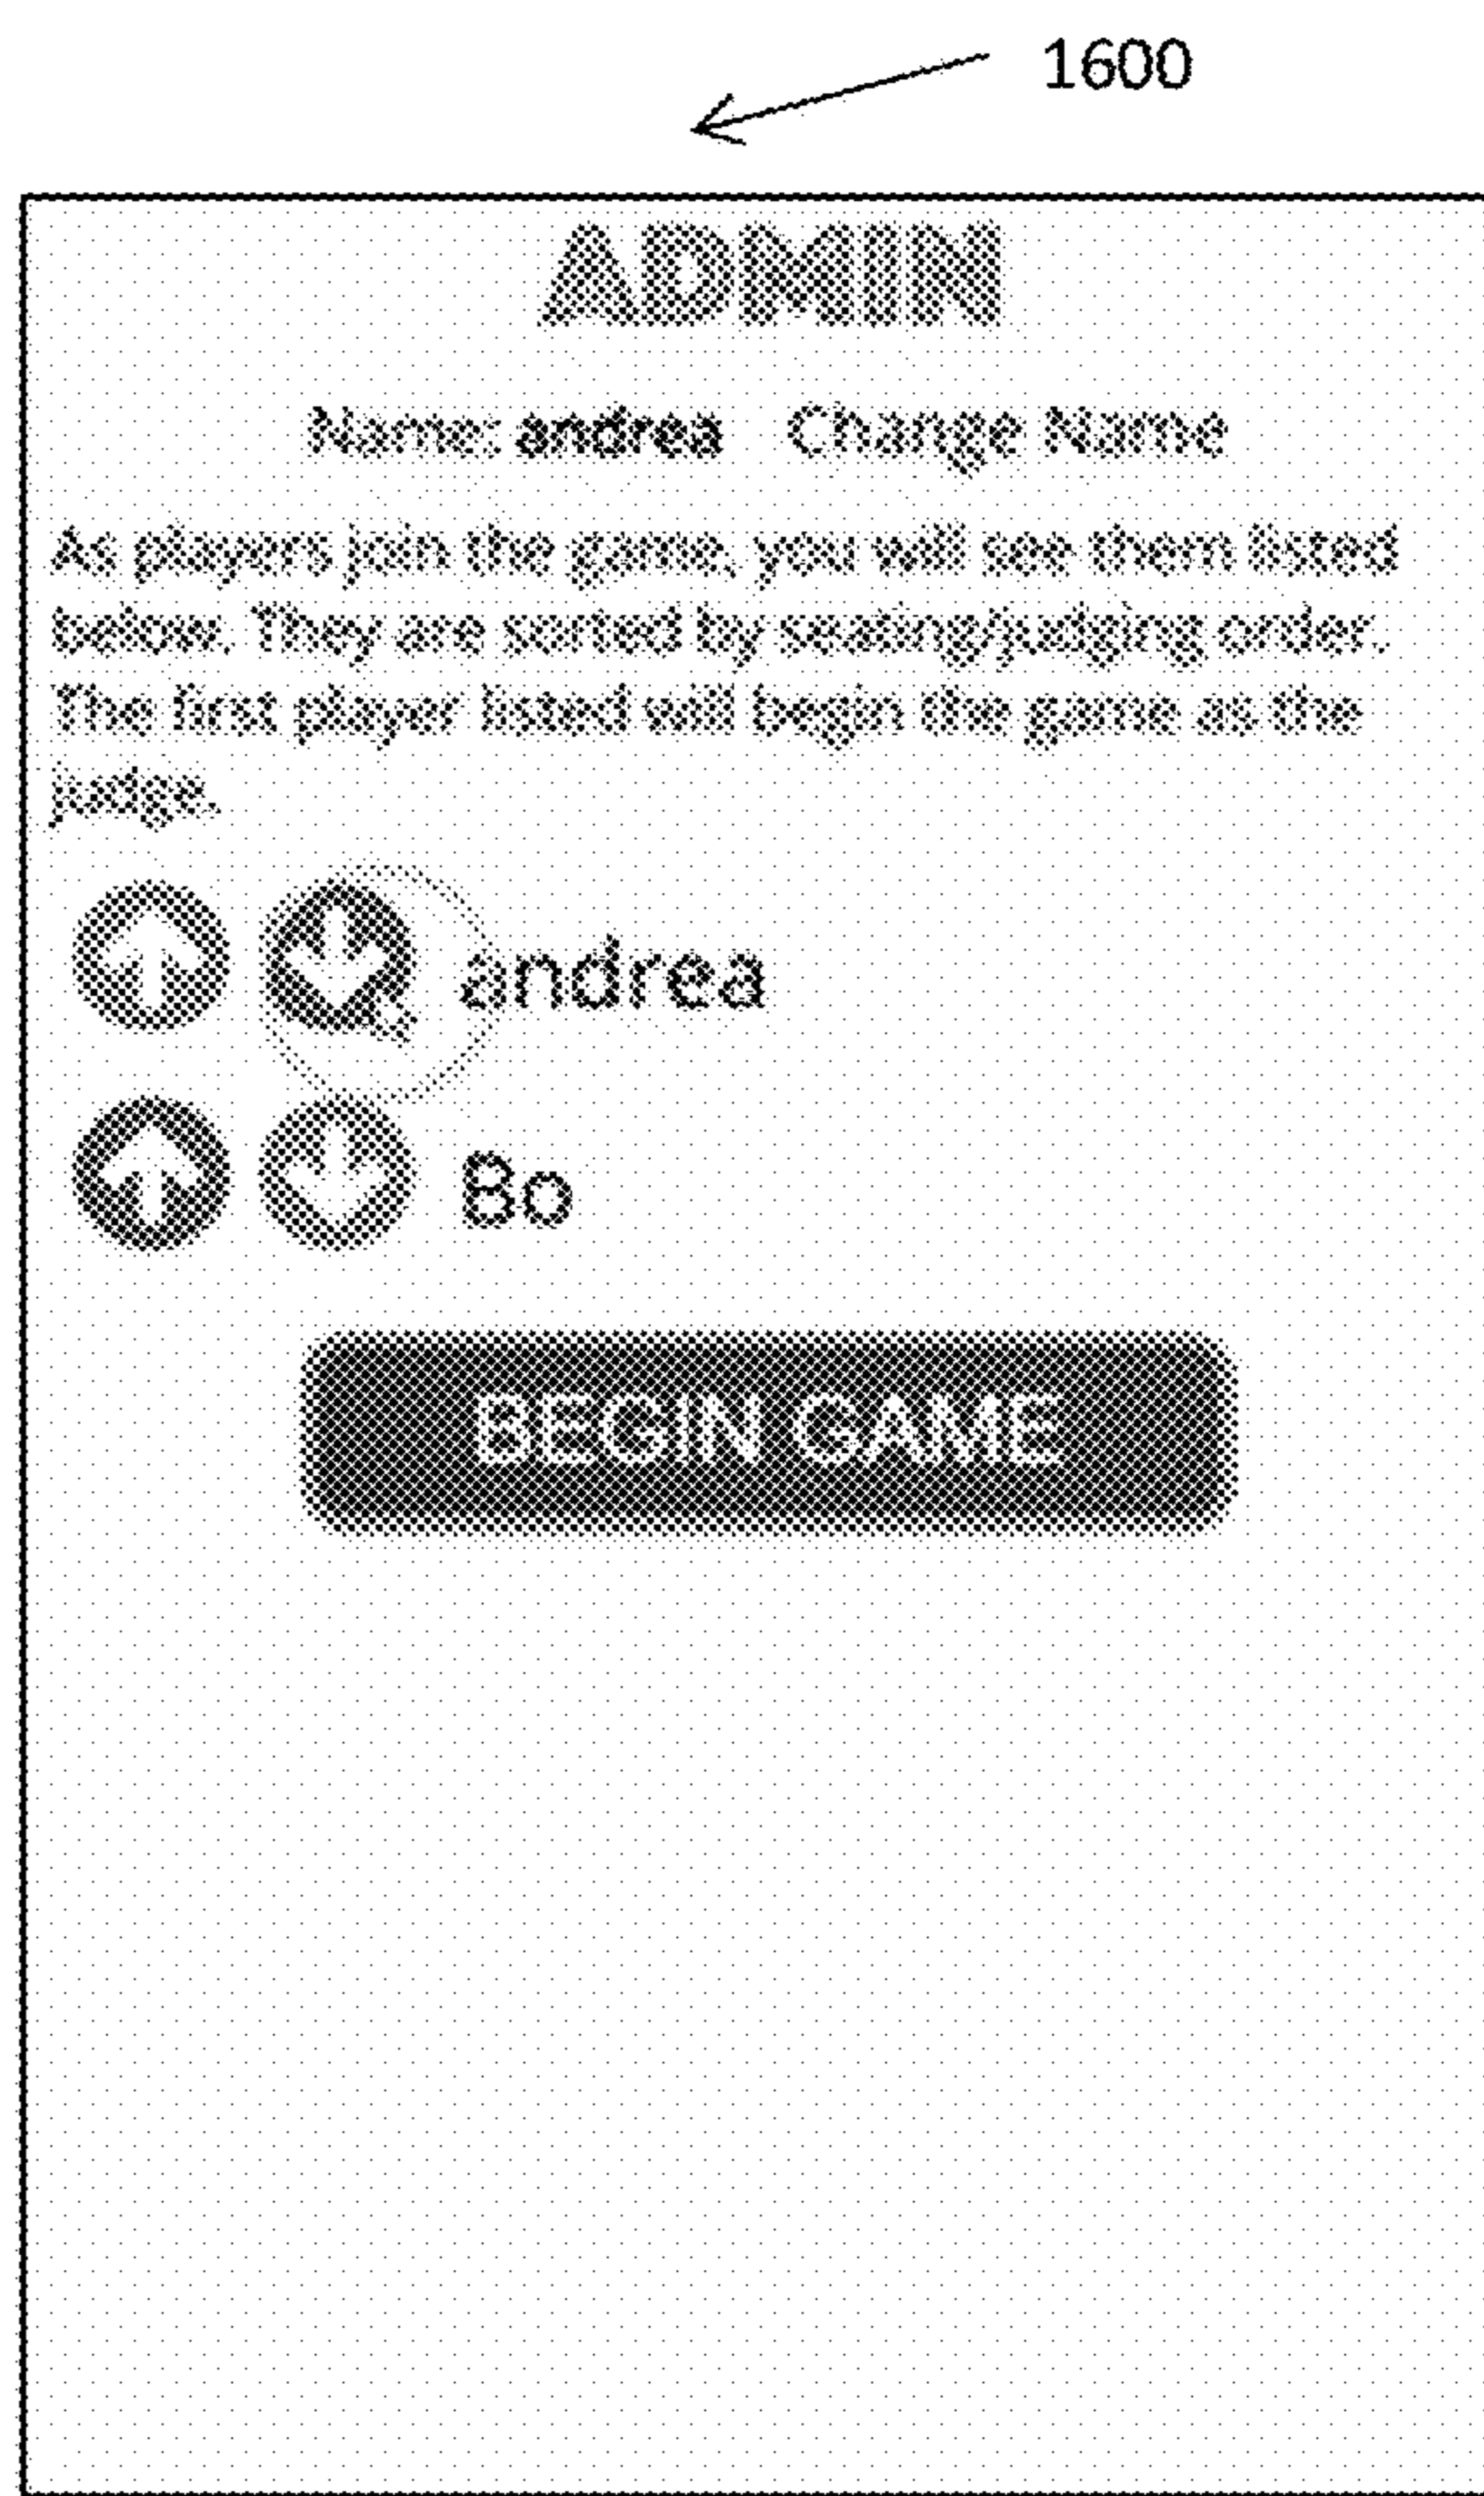 1600
ADMIN
Name: andrea Change Name
As players join the game, you will see them listed
below. They are sorted by seating/judging order.
The first player listed will begin the game as the
judge.
andrea
Bo
BEGIN GAME